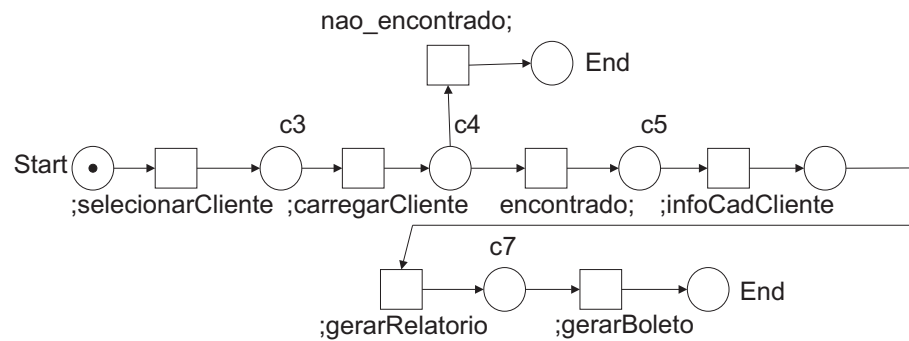 nao_encontrado;
End
c3
c4
c5
Start
;selecionarCliente
;carregarCliente
encontrado;
;infoCadCliente
c7
End
;gerarRelatorio
;gerarBoleto